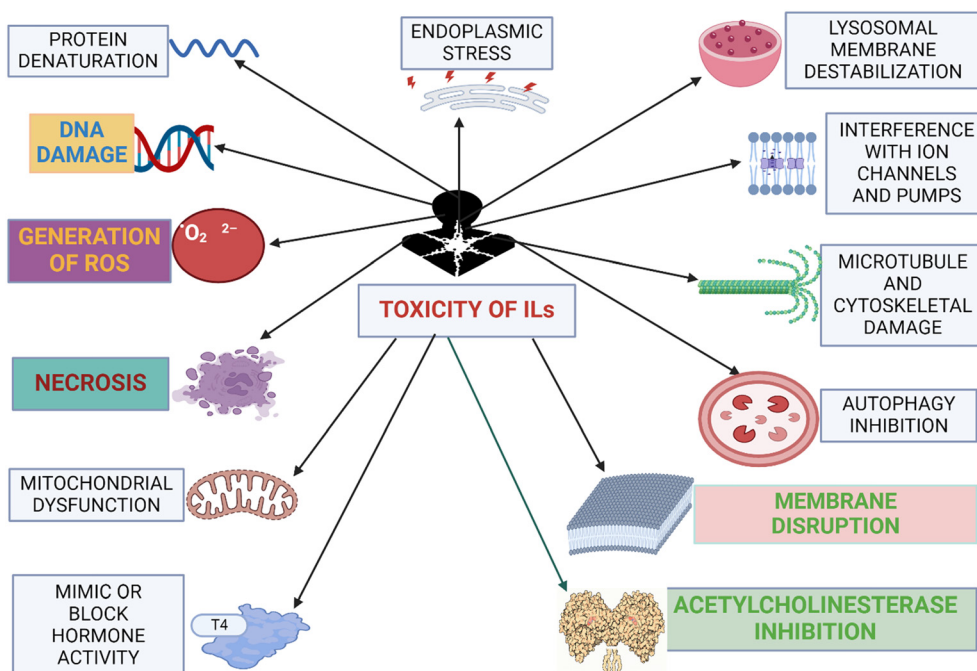 PROTEIN
DENATURATION
ENDOPLASMIC
STRESS
LYSOSOMAL
MEMBRANE
DESTABILIZATION
DNA
DAMAGE
INTERFERENCE
WITH ION
CHANNELS
AND PUMPS
GENERATION
OF ROS
•O₂ ²⁻
MICROTUBULE
AND
CYTOSKELETAL
DAMAGE
TOXICITY OF ILs
NECROSIS
AUTOPHAGY
INHIBITION
MITOCHONDRIAL
DYSFUNCTION
MEMBRANE
DISRUPTION
MIMIC OR
BLOCK
HORMONE
ACTIVITY
T4
ACETYLCHOLINESTERASE
INHIBITION